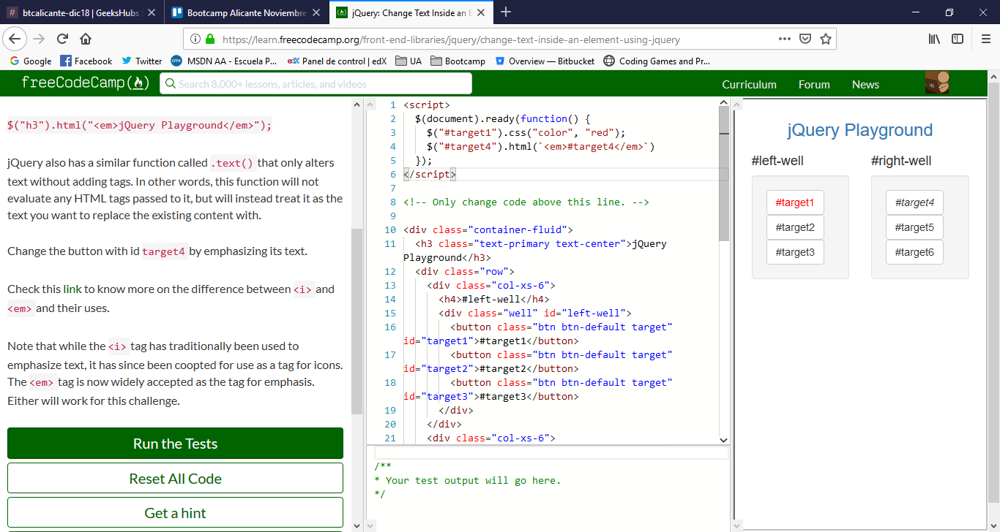 btcalicante-dic18 | GeeksHubs
Bootcamp Alicante Noviembre
jQuery: Change Text Inside an E
https://learn.freecodecamp.org/front-end-libraries/jquery/change-text-inside-an-element-using-jquery
Google Facebook Twitter MSDN AA - Escuela P... edX Panel de control | edX UA Bootcamp Overview — Bitbucket Coding Games and Pr...
freeCodeCamp
Search 8,000+ lessons, articles, and videos
Curriculum Forum News
$("h3").html("<em>jQuery Playground</em>");
jQuery also has a similar function called .text() that only alters
text without adding tags. In other words, this function will not
evaluate any HTML tags passed to it, but will instead treat it as the
text you want to replace the existing content with.
Change the button with id target4 by emphasizing its text.
Check this link to know more on the difference between <i> and
<em> and their uses.
Note that while the <i> tag has traditionally been used to
emphasize text, it has since been coopted for use as a tag for icons.
The <em> tag is now widely accepted as the tag for emphasis.
Either will work for this challenge.
Run the Tests
Reset All Code
Get a hint
1 <script>
2 $(document).ready(function() {
3 $("#target1").css("color", "red");
4 $("#target4").html(`<em>#target4</em>`)
5 });
6 </script>
7
8 <!-- Only change code above this line. -->
9
10 <div class="container-fluid">
11 <h3 class="text-primary text-center">jQuery
Playground</h3>
12 <div class="row">
13 <div class="col-xs-6">
14 <h4>#left-well</h4>
15 <div class="well" id="left-well">
16 <button class="btn btn-default target"
id="target1">#target1</button>
17 <button class="btn btn-default target"
id="target2">#target2</button>
18 <button class="btn btn-default target"
id="target3">#target3</button>
19 </div>
20 </div>
21 <div class="col-xs-6">
/**
* Your test output will go here.
*/
jQuery Playground
#left-well
#target1
#target2
#target3
#right-well
#target4
#target5
#target6